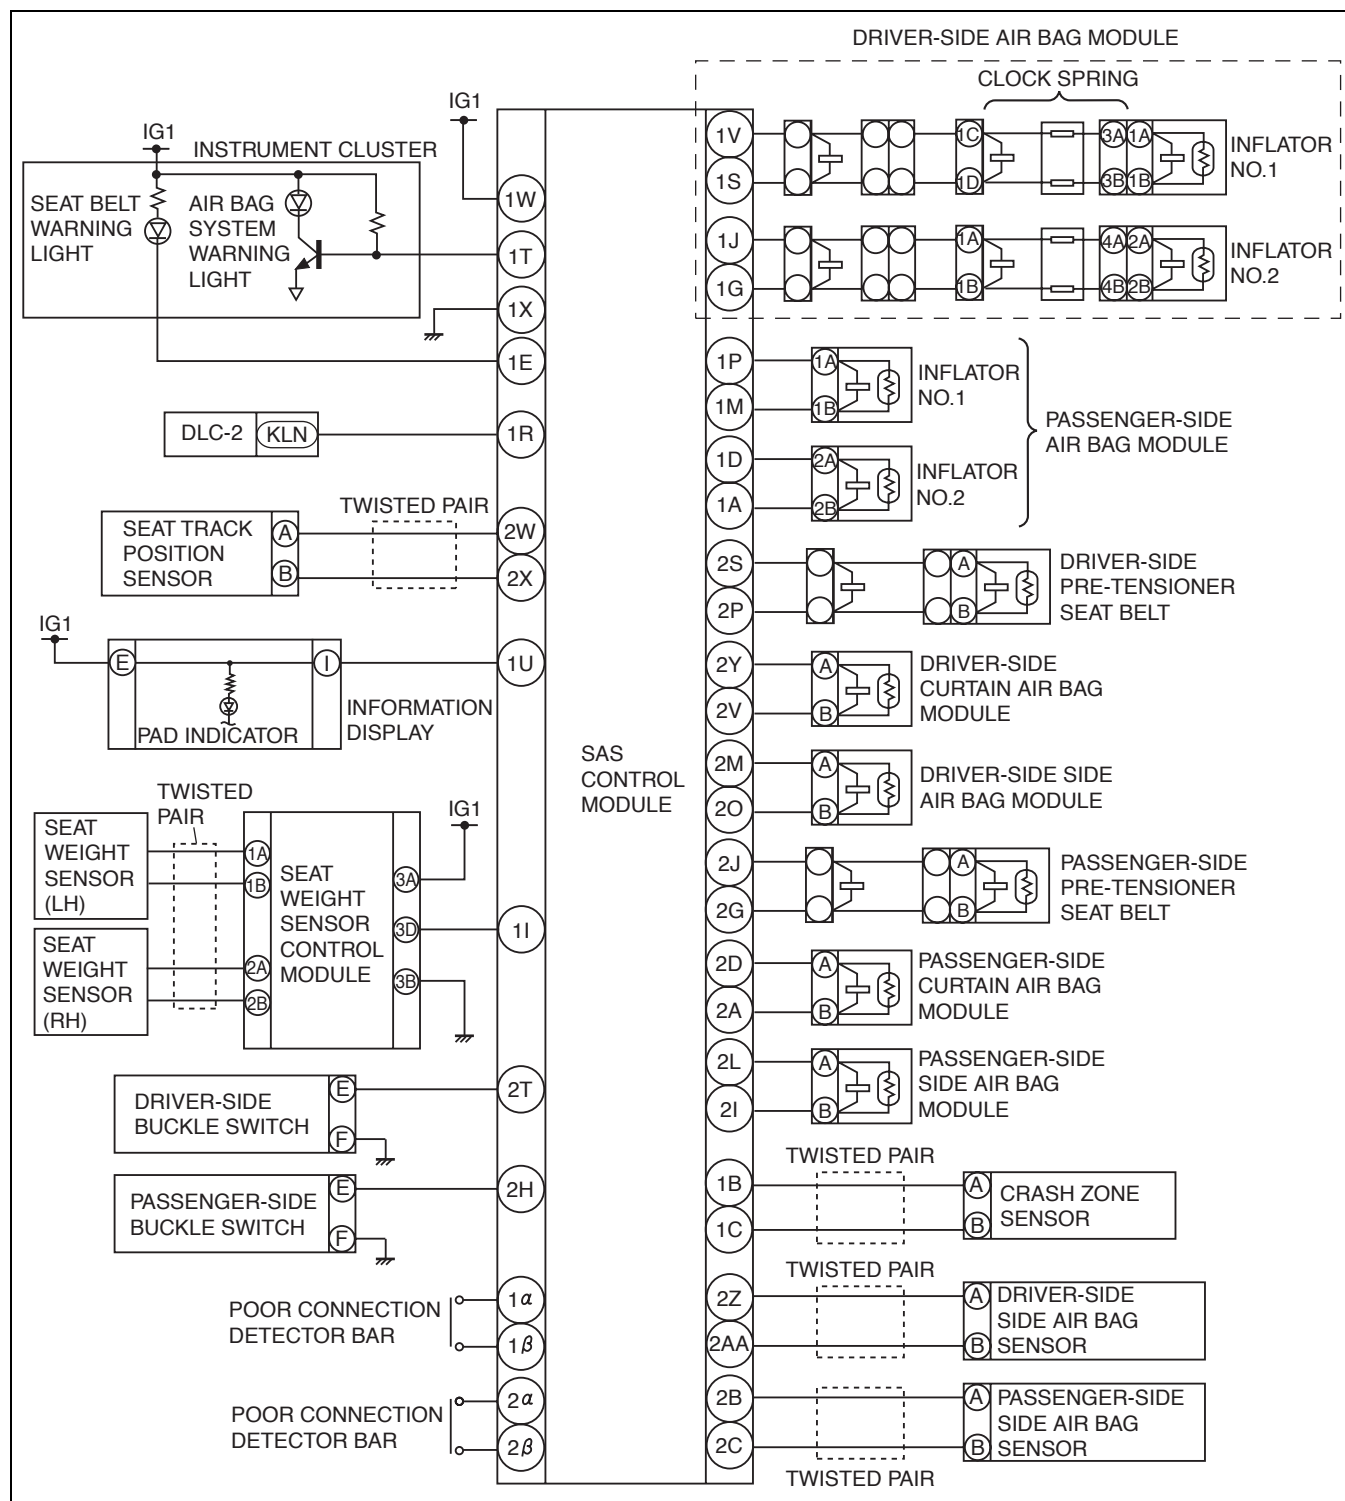 DRIVER-SIDE AIR BAG MODULE
CLOCK SPRING
IG1
IG1
INSTRUMENT CLUSTER
SEAT BELT
WARNING
LIGHT
AIR BAG
SYSTEM
WARNING
LIGHT
1W
1T
1X
1E
1V
1S
1C
1D
3A
1A
3B
1B
INFLATOR
NO.1
1J
1G
1A
1B
4A
2A
4B
2B
INFLATOR
NO.2
1P
1M
1A
1B
INFLATOR
NO.1
1D
1A
2A
2B
INFLATOR
NO.2
PASSENGER-SIDE
AIR BAG MODULE
DLC-2
KLN
1R
TWISTED PAIR
SEAT TRACK
POSITION
SENSOR
A
B
2W
2X
2S
2P
A
B
DRIVER-SIDE
PRE-TENSIONER
SEAT BELT
IG1
E
I
PAD INDICATOR
INFORMATION
DISPLAY
1U
2Y
2V
A
B
DRIVER-SIDE
CURTAIN AIR BAG
MODULE
SAS
CONTROL
MODULE
2M
2O
A
B
DRIVER-SIDE SIDE
AIR BAG MODULE
TWISTED
PAIR
SEAT
WEIGHT
SENSOR
(LH)
SEAT
WEIGHT
SENSOR
(RH)
1A
1B
2A
2B
SEAT
WEIGHT
SENSOR
CONTROL
MODULE
3A
3D
3B
IG1
1I
2J
2G
A
B
PASSENGER-SIDE
PRE-TENSIONER
SEAT BELT
2D
2A
A
B
PASSENGER-SIDE
CURTAIN AIR BAG
MODULE
2L
2I
A
B
PASSENGER-SIDE
SIDE AIR BAG
MODULE
DRIVER-SIDE
BUCKLE SWITCH
E
F
2T
PASSENGER-SIDE
BUCKLE SWITCH
E
F
2H
TWISTED PAIR
1B
1C
A
B
CRASH ZONE
SENSOR
POOR CONNECTION
DETECTOR BAR
1α
1β
TWISTED PAIR
2Z
2AA
A
B
DRIVER-SIDE
SIDE AIR BAG
SENSOR
POOR CONNECTION
DETECTOR BAR
2α
2β
2B
2C
A
B
PASSENGER-SIDE
SIDE AIR BAG
SENSOR
TWISTED PAIR